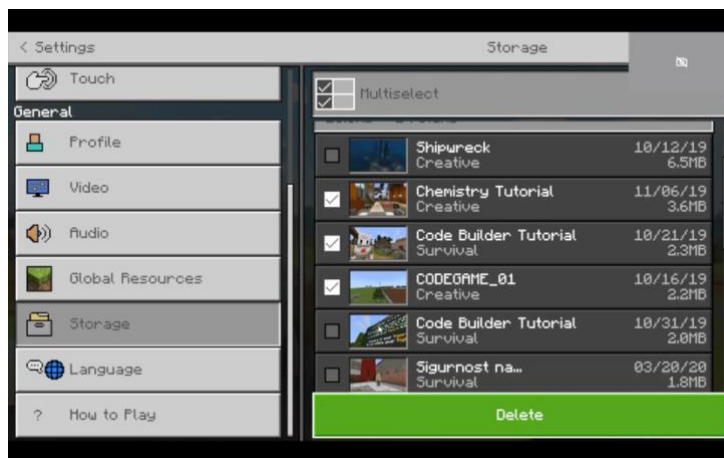 < Settings
Storage
Touch
General
Profile
Video
Audio
Global Resources
Storage
Language
? How to Play
Multiselect
Shipwreck 10/12/19
Creative 6.5MB
Chemistry Tutorial 11/06/19
Creative 3.6MB
Code Builder Tutorial 10/21/19
Survival 2.3MB
CODEGAME_01 10/16/19
Creative 2.2MB
Code Builder Tutorial 10/31/19
Survival 2.0MB
Sigurnost na... 03/20/20
Survival 1.8MB
Delete